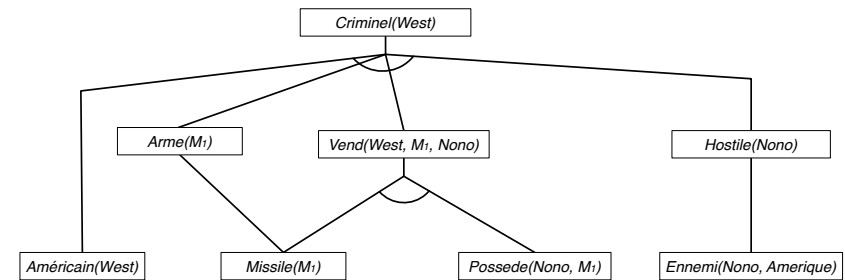 Criminel(West)
Arme(M1)
Vend(West, M1, Nono)
Hostile(Nono)
Américain(West)
Missile(M1)
Possede(Nono, M1)
Ennemi(Nono, Amerique)